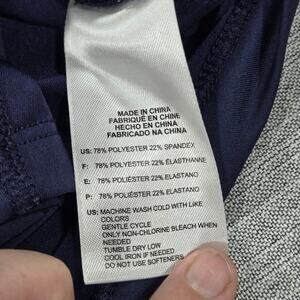 MADE IN CHINA
FABRIQUÉ EN CHINE
HECHO EN CHINA
FABRICADO NA CHINA
US: 78% POLYESTER 22% SPANDEX
F: 78% POLYESTER 22% ÉLASTHANNE
E: 78% POLIÉSTER 22% ELASTANO
P: 78% POLIÉSTER 22% ELASTANO
US: MACHINE WASH COLD WITH LIKE
COLORS
GENTLE CYCLE
ONLY NON-CHLORINE BLEACH WHEN
NEEDED
TUMBLE DRY LOW
COOL IRON IF NEEDED
DO NOT USE SOFTENERS